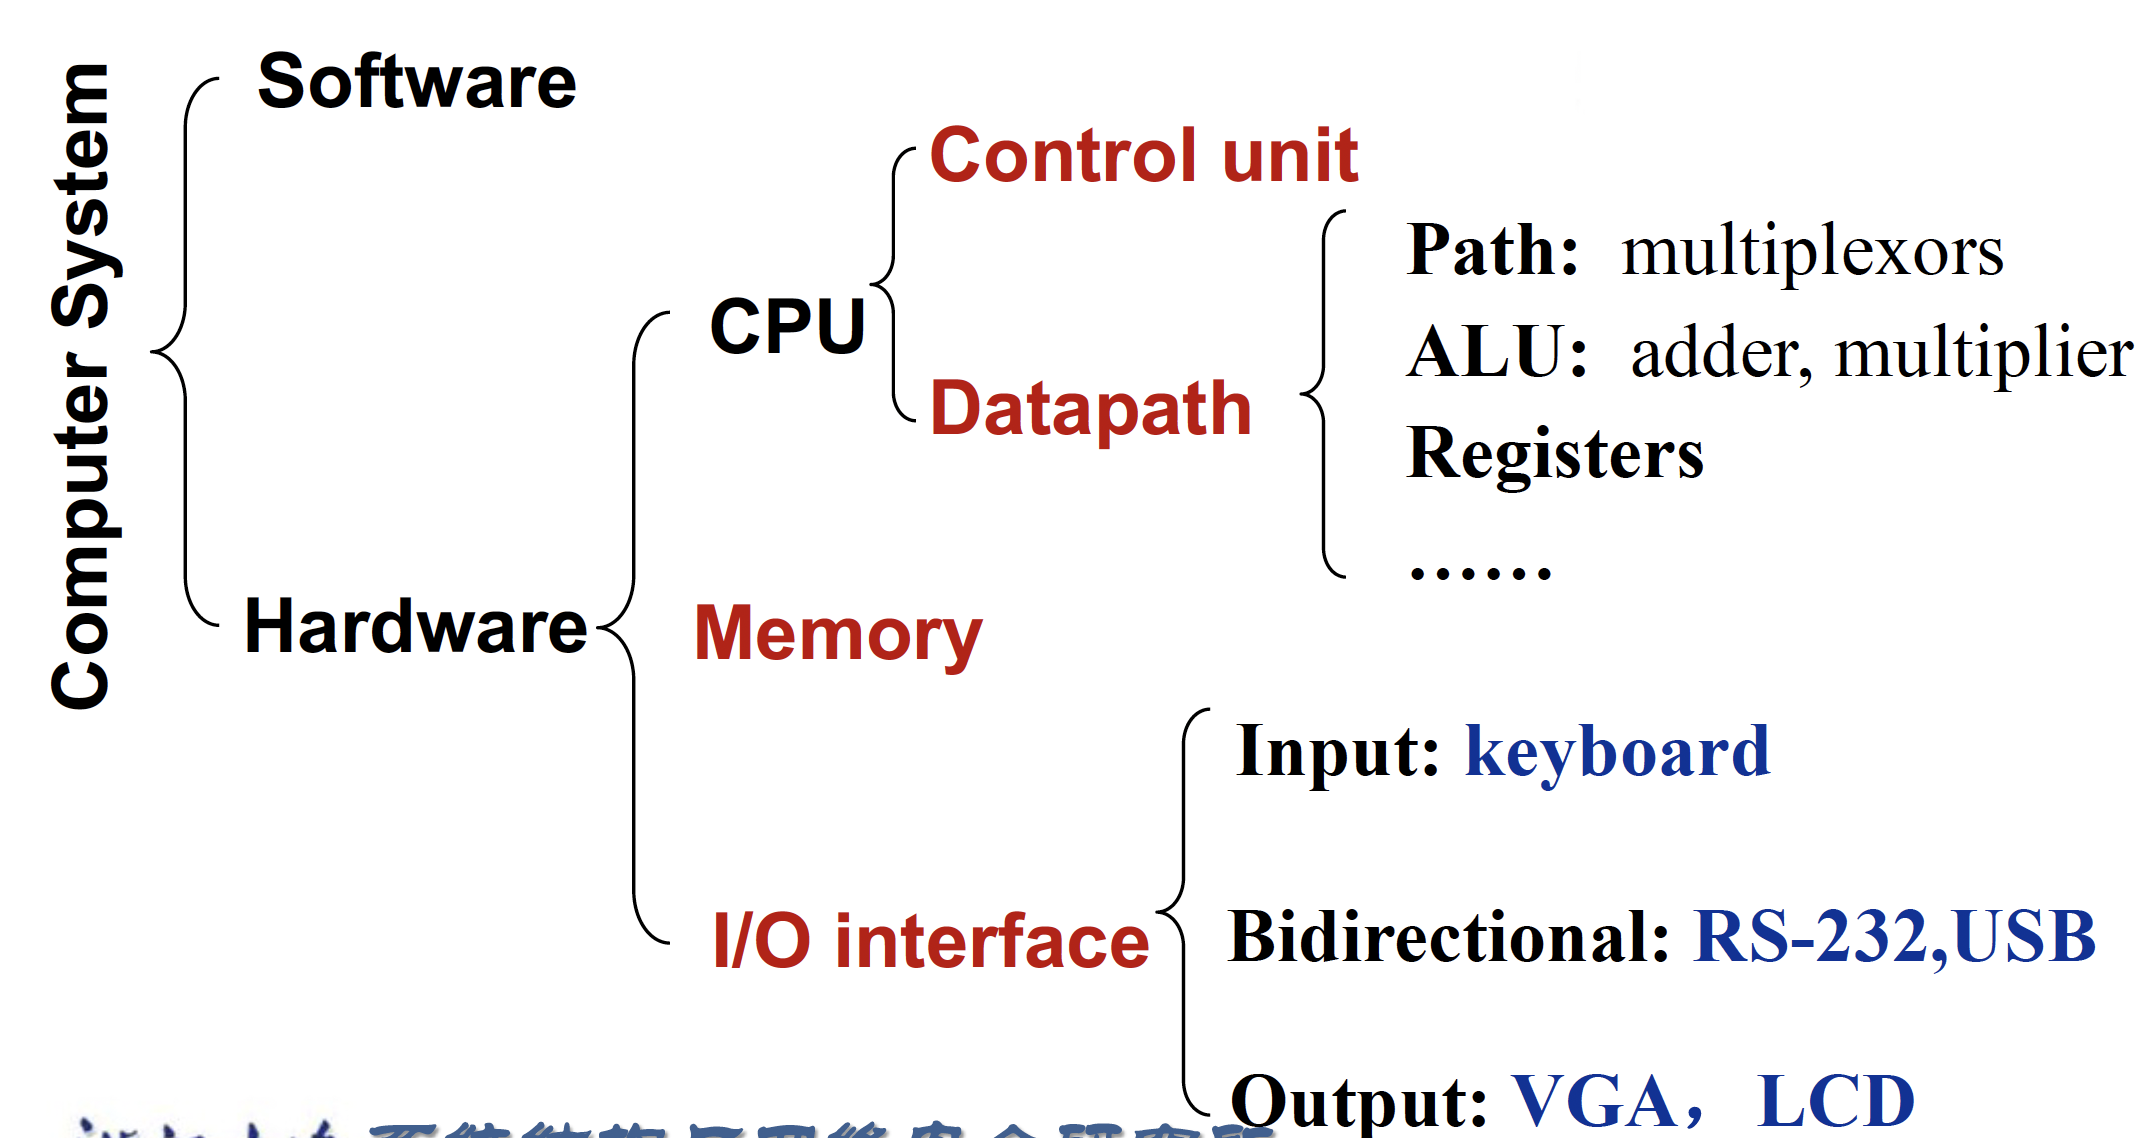 Computer System
Software
Control unit
Path: multiplexors
CPU
ALU: adder, multiplier
Datapath
Registers
......
Hardware
Memory
Input: keyboard
I/O interface
Bidirectional: RS-232,USB
Output: VGA， LCD